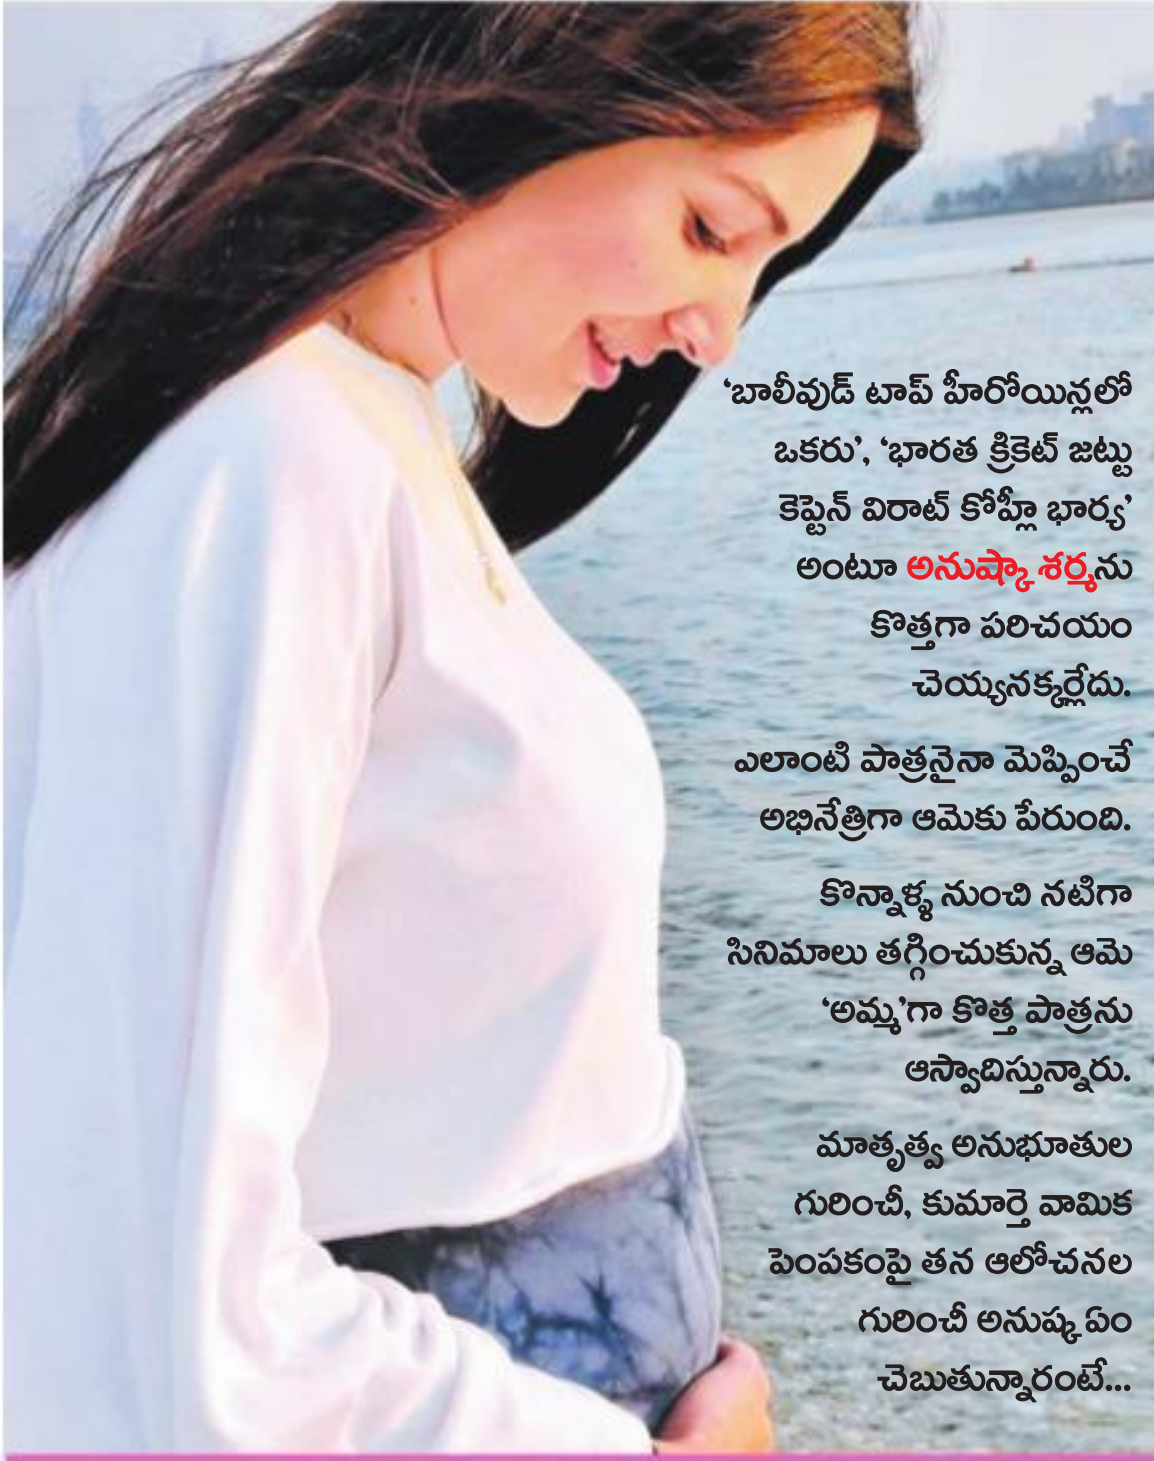 ‘బాలీవుడ్ టాప్ హీరోయిన్లలో
ఒకరు’, ‘భారత క్రికెట్ జట్టు
కెప్టెన్ విరాట్ కోహ్లీ భార్య’
అంటూ అనుష్కా శర్మను
కొత్తగా పరిచయం
చెయ్యనక్కర్లేదు.
ఎలాంటి పాత్రనైనా మెప్పించే
అభినేత్రిగా ఆమెకు పేరుంది.
కొన్నాళ్ళ నుంచి నటిగా
సినిమాలు తగ్గించుకున్న ఆమె
‘అమ్మ’గా కొత్త పాత్రను
ఆస్వాదిస్తున్నారు.
మాతృత్వ అనుభూతుల
గురించీ, కుమార్తె వామిక
పెంపకంపై తన ఆలోచనల
గురించీ అనుష్క ఏం
చెబుతున్నారంటే...